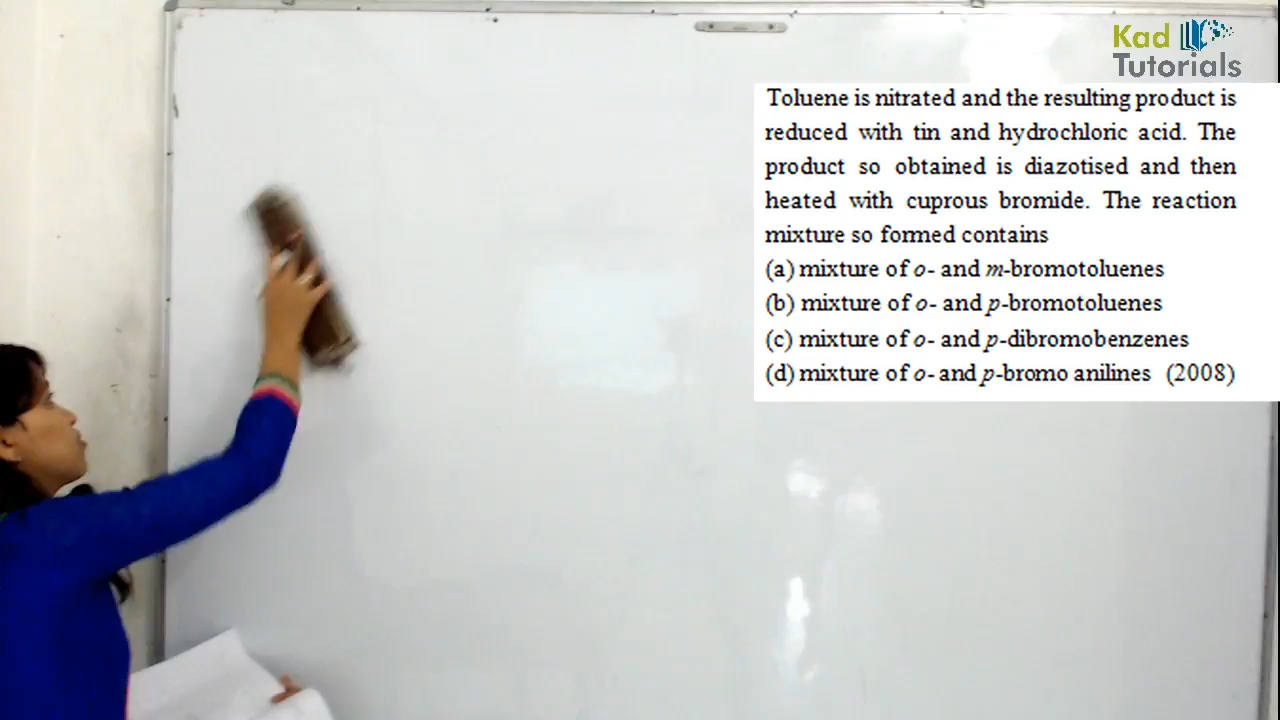 Kad
Tutorials
Toluene is nitrated and the resulting product is
reduced with tin and hydrochloric acid. The
product so obtained is diazotised and then
heated with cuprous bromide. The reaction
mixture so formed contains
(a) mixture of o- and m-bromotoluenes
(b) mixture of o- and p-bromotoluenes
(c) mixture of o- and p-dibromobenzenes
(d) mixture of o- and p-bromo anilines (2008)